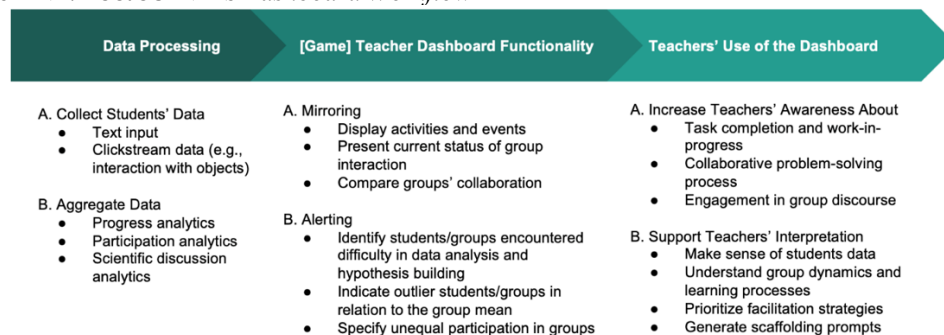 Data Processing
[Game] Teacher Dashboard Functionality
Teachers' Use of the Dashboard
A. Collect Students' Data
• Text input
• Clickstream data (e.g.,
interaction with objects)
B. Aggregate Data
• Progress analytics
• Participation analytics
• Scientific discussion
analytics
A. Mirroring
• Display activities and events
• Present current status of group
interaction
• Compare groups' collaboration
B. Alerting
• Identify students/groups encountered
difficulty in data analysis and
hypothesis building
• Indicate outlier students/groups in
relation to the group mean
• Specify unequal participation in groups
A. Increase Teachers' Awareness About
• Task completion and work-in-
progress
• Collaborative problem-solving
process
• Engagement in group discourse
B. Support Teachers' Interpretation
• Make sense of students data
• Understand group dynamics and
learning processes
• Prioritize facilitation strategies
• Generate scaffolding prompts